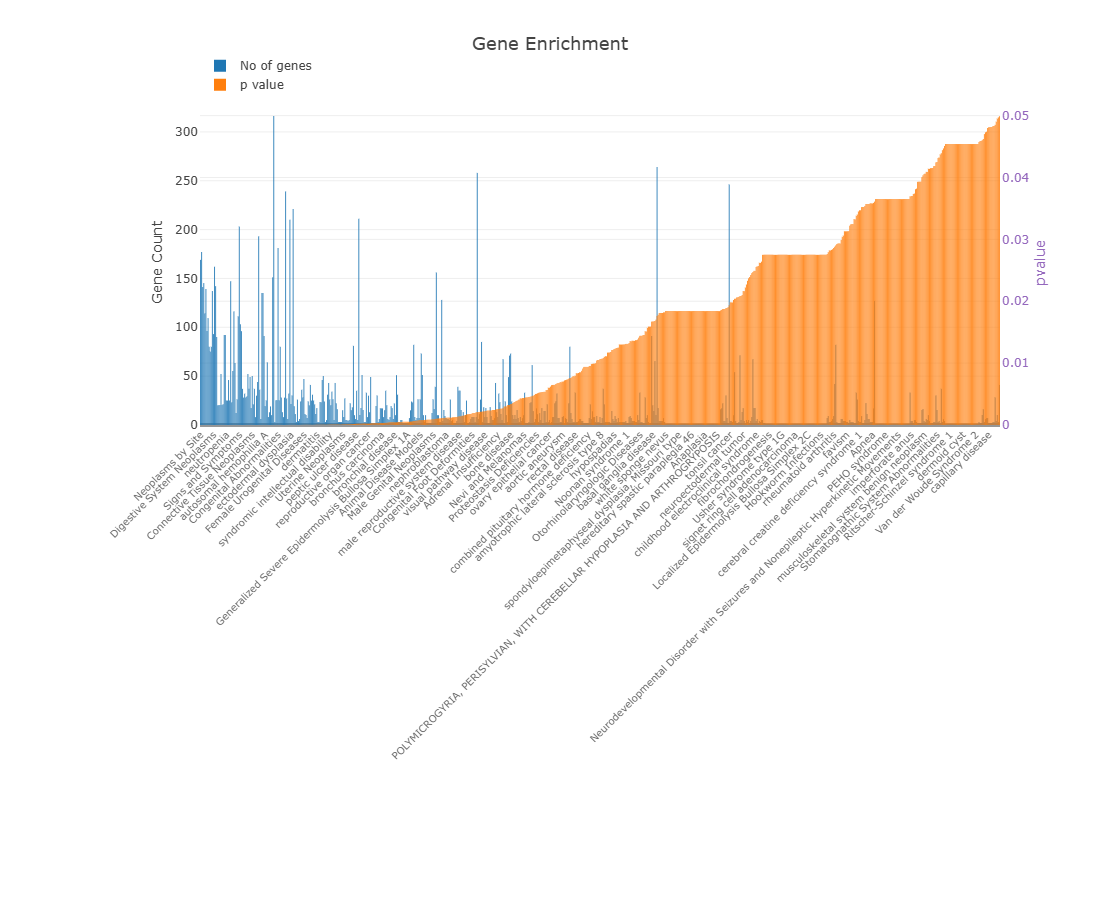 Gene Enrichment
No of genes
p value
300
250
200
150
100
50
0
Gene Count
0.05
0.04
0.03
0.02
0.01
0
pvalue
Neoplasms by Site
Digestive System Neoplasms
neutropenia
Signs and Symptoms
Connective Tissue Neoplasms
autosomal hemophilia A
Congenital Abnormalities
ectodermal dysplasia
Female Urogenital Diseases
dermatitis
syndromic intellectual disability
Uterine Neoplasms
peptic ulcer disease
reproductive organ cancer
bronchus carcinoma
bronchial disease
Generalized Severe Epidermolysis Bullosa Simplex 1A
Animal Disease Models
Male Genital Neoplasms
nephroblastoma
male reproductive system disease
Congenital Foot Deformities
visual pathway disease
Adrenal Insufficiency
bone disease
Nevi and Melanomas
Proteostasis Deficiencies
ovary epithelial cancer
aortic aneurysm
rectal disease
combined pituitary hormone deficiency
amyotrophic lateral sclerosis type 8
hypospadias
Noonan syndrome 1
Otorhinolaryngologic Diseases
basal ganglia disease
white sponge nevus
spondyloepimetaphyseal dysplasia, Missouri type
hereditary spastic paraplegia 46
Anaplasia
POLYMICROGYRIA, PERISYLVIAN, WITH CEREBELLAR HYPOPLASIA AND ARTHROGRYPOSIS
tonsil cancer
neuroectodermal tumor
childhood electroclinical syndrome
fibrochondrogenesis
Usher syndrome type 1G
signet ring cell adenocarcinoma
Localized Epidermolysis Bullosa Simplex 2C
Hookworm Infections
rheumatoid arthritis
favism
cerebral creatine deficiency syndrome 1
Apnea
PEHO syndrome
Neurodevelopmental Disorder with Seizures and Nonepileptic Hyperkinetic Movements
imperforate anus
musculoskeletal system benign neoplasm
Stomatognathic System Abnormalities
Ritscher-Schinzel syndrome 1
dermoid cyst
Van der Woude syndrome 2
capillary disease